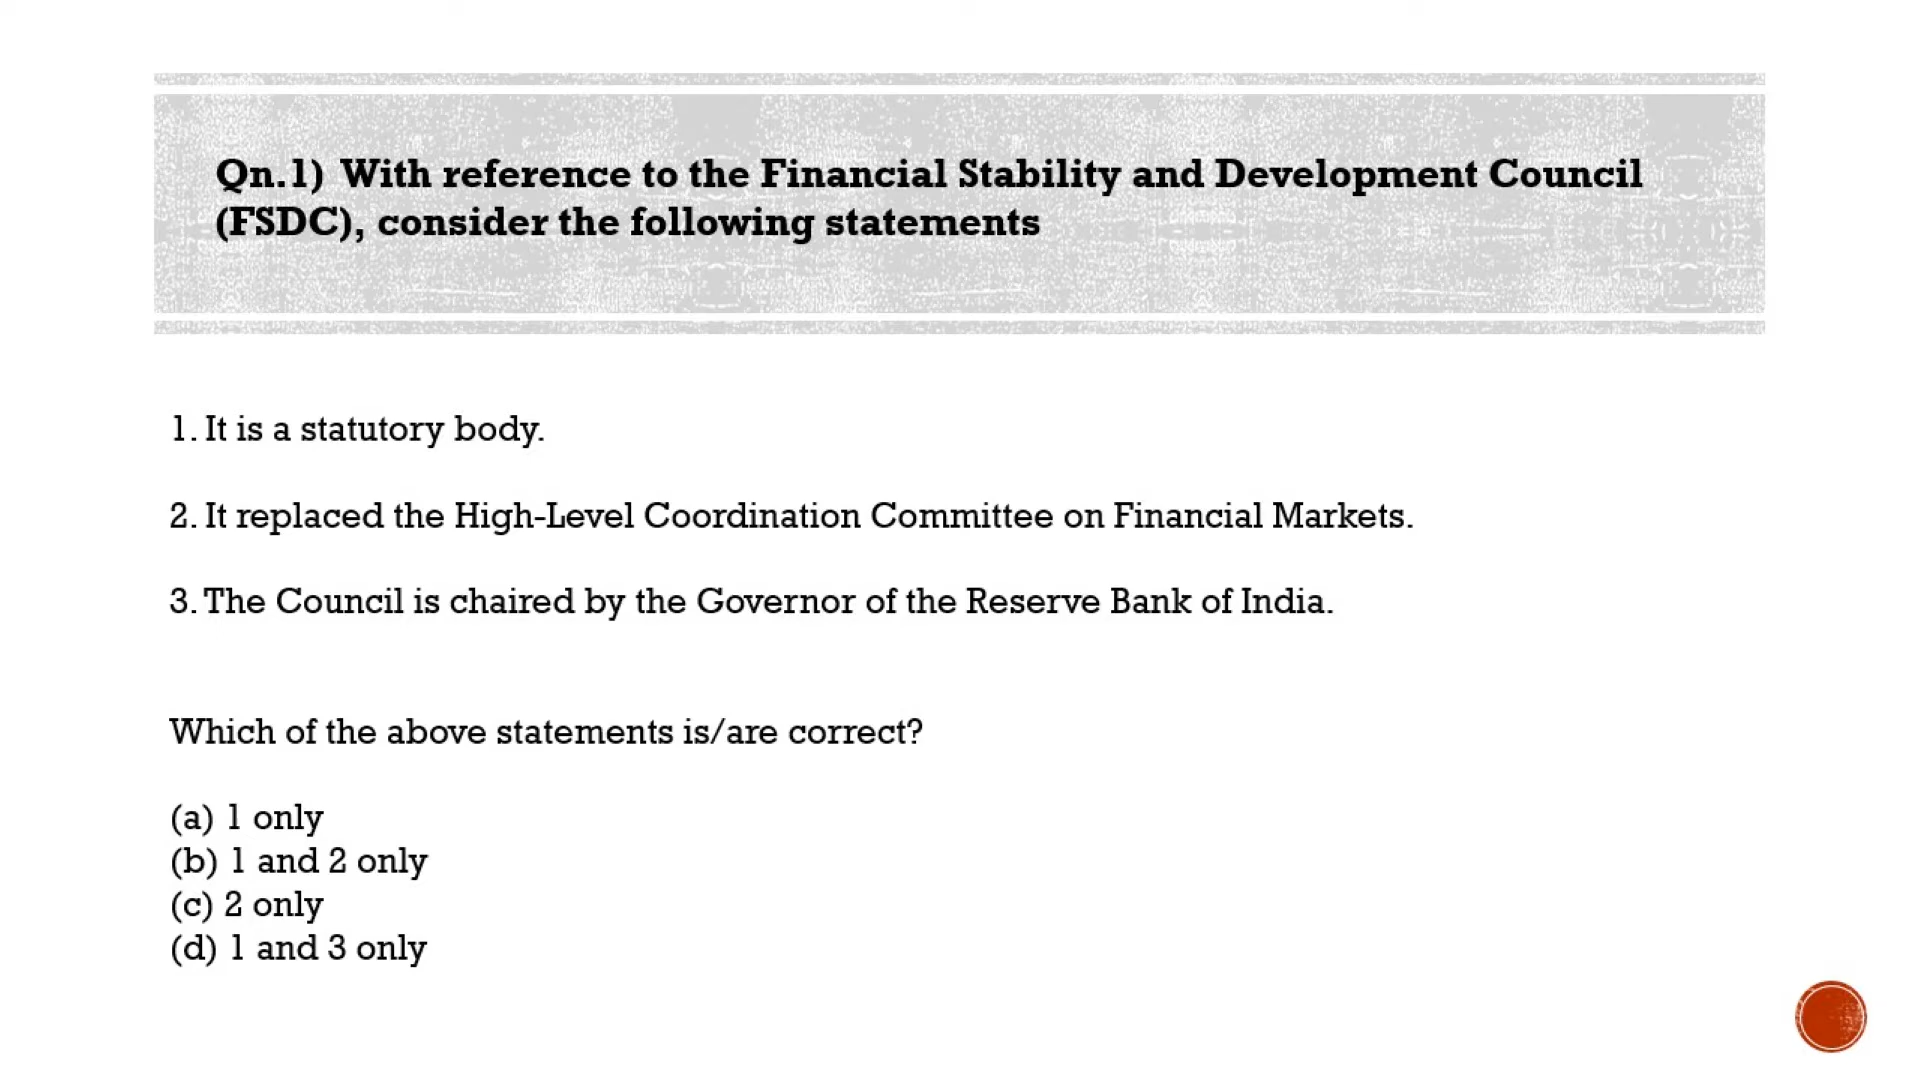 Qn.1) With reference to the Financial Stability and Development Council
(FSDC), consider the following statements
1. It is a statutory body.
2. It replaced the High-Level Coordination Committee on Financial Markets.
3. The Council is chaired by the Governor of the Reserve Bank of India.
Which of the above statements is/are correct?
(a) 1 only
(b) 1 and 2 only
(c) 2 only
(d) 1 and 3 only